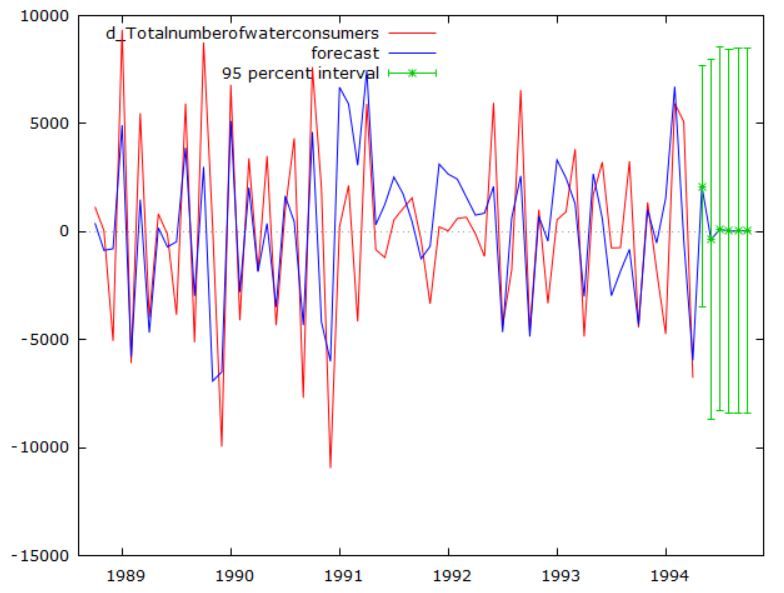 10000
5000
0
-5000
-10000
-15000
d_Totalnumberofwaterconsumers
forecast
95 percent interval
1989 1990 1991 1992 1993 1994